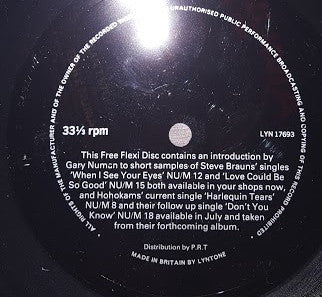 ALL RIGHTS OF THE MANUFACTURER AND OF THE OWNER OF THE RECORDED
UNAUTHORISED PUBLIC PERFORMANCE BROADCASTING AND COPYING OF THIS RECORD PROHIBITED
33⅓ rpm
LYN 17693
This Free Flexi Disc contains an introduction by
Gary Numan to short samples of Steve Brauns' singles
'When I See Your Eyes' NU/M 12 and 'Love Could Be
So Good' NU/M 15 both available in your shops now,
and Hohokams' current single 'Harlequin Tears'
NU/M 8 and their follow up single 'Don't You
Know' NU/M 18 available in July and taken
from their forthcoming album.
Distribution by P.R.T
MADE IN BRITAIN BY LYNTONE